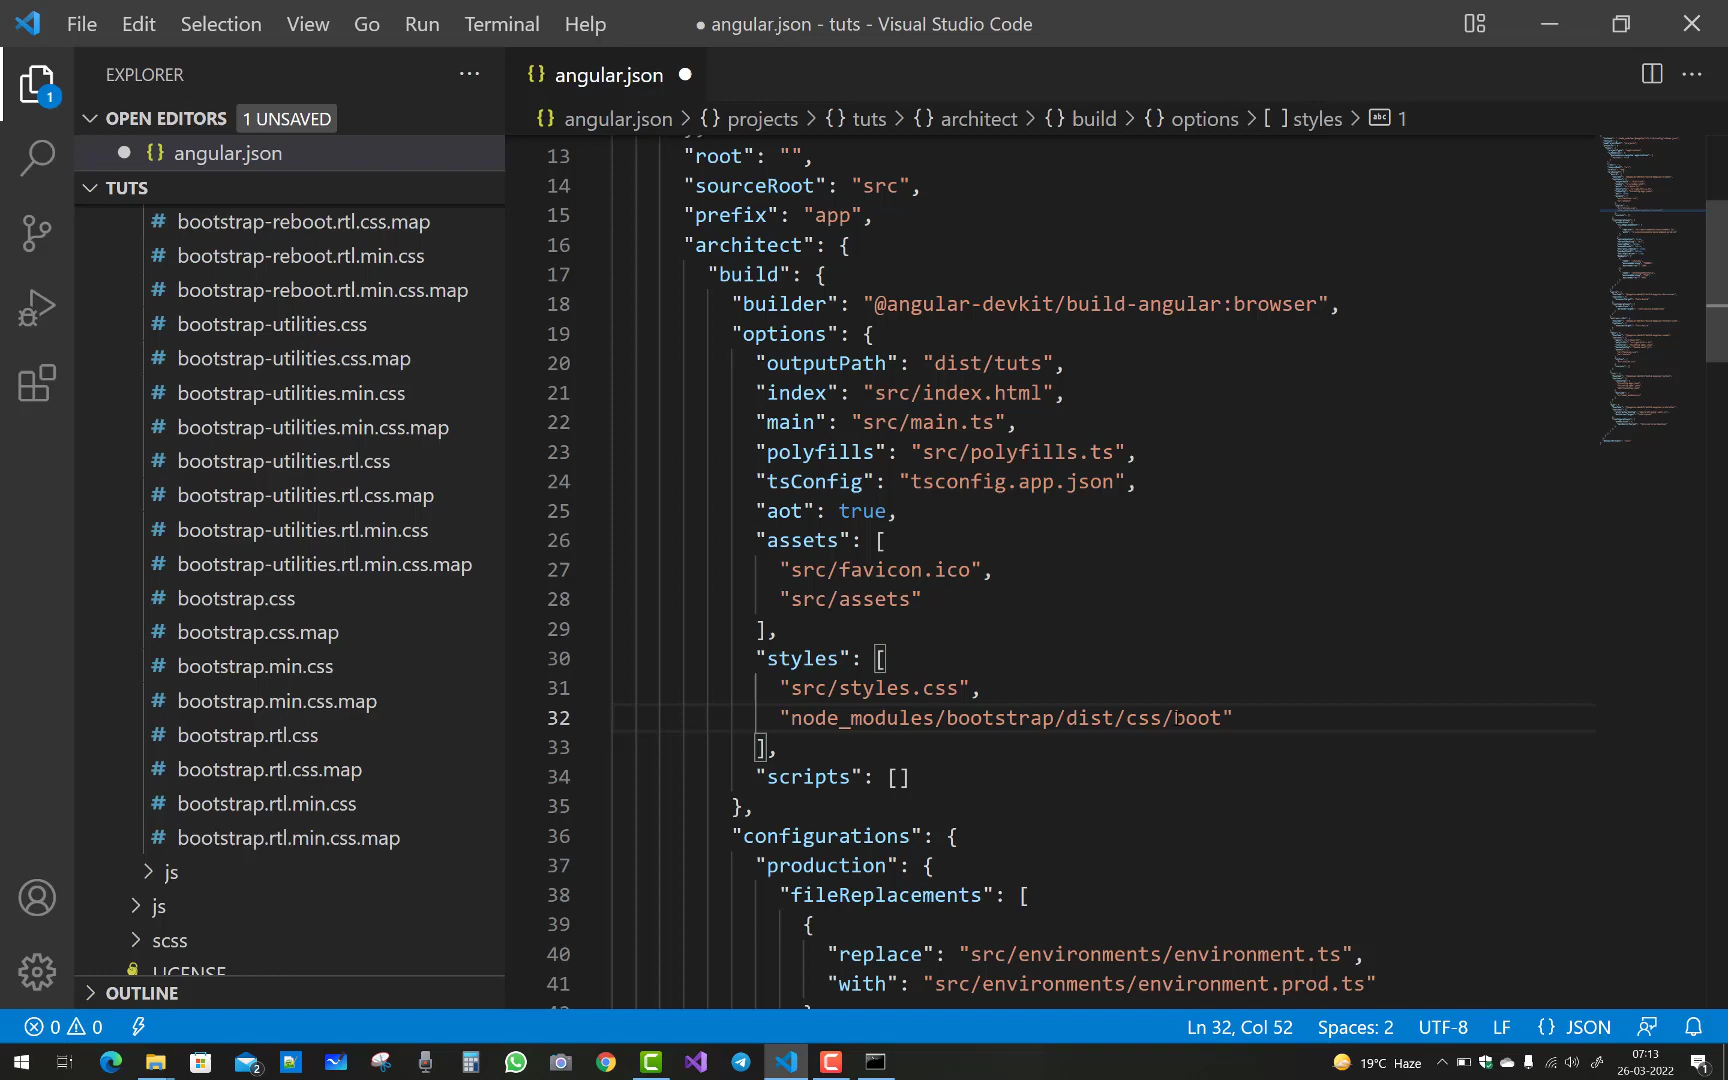 File Edit Selection View Go Run Terminal Help
● angular.json - tuts - Visual Studio Code
EXPLORER
OPEN EDITORS 1 UNSAVED
{} angular.json
TUTS
# bootstrap-reboot.rtl.css.map
# bootstrap-reboot.rtl.min.css
# bootstrap-reboot.rtl.min.css.map
# bootstrap-utilities.css
# bootstrap-utilities.css.map
# bootstrap-utilities.min.css
# bootstrap-utilities.min.css.map
# bootstrap-utilities.rtl.css
# bootstrap-utilities.rtl.css.map
# bootstrap-utilities.rtl.min.css
# bootstrap-utilities.rtl.min.css.map
# bootstrap.css
# bootstrap.css.map
# bootstrap.min.css
# bootstrap.min.css.map
# bootstrap.rtl.css
# bootstrap.rtl.css.map
# bootstrap.rtl.min.css
# bootstrap.rtl.min.css.map
js
js
scss
LICENSE
OUTLINE
1
{} angular.json ●
{} angular.json > {} projects > {} tuts > {} architect > {} build > {} options > [ ] styles > abc 1
13 "root": "",
14 "sourceRoot": "src",
15 "prefix": "app",
16 "architect": {
17 "build": {
18 "builder": "@angular-devkit/build-angular:browser",
19 "options": {
20 "outputPath": "dist/tuts",
21 "index": "src/index.html",
22 "main": "src/main.ts",
23 "polyfills": "src/polyfills.ts",
24 "tsConfig": "tsconfig.app.json",
25 "aot": true,
26 "assets": [
27 "src/favicon.ico",
28 "src/assets"
29 ],
30 "styles": [
31 "src/styles.css",
32 "node_modules/bootstrap/dist/css/boot"
33 ],
34 "scripts": []
35 },
36 "configurations": {
37 "production": {
38 "fileReplacements": [
39 {
40 "replace": "src/environments/environment.ts",
41 "with": "src/environments/environment.prod.ts"
0 0
Ln 32, Col 52 Spaces: 2 UTF-8 LF {} JSON
2
19°C Haze
07:13
26-03-2022
1